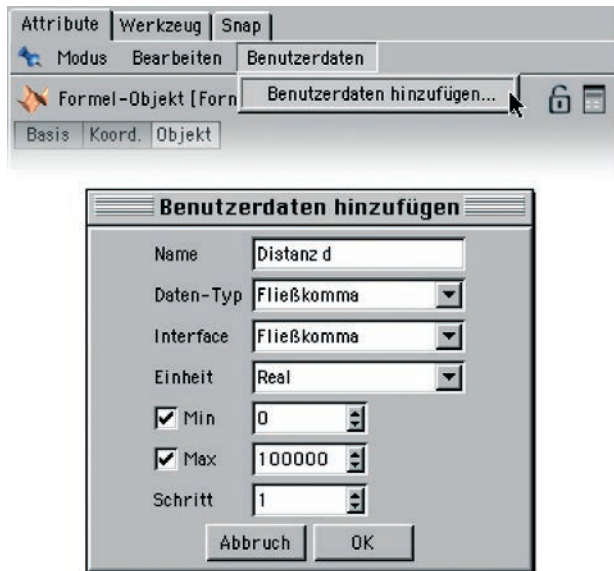 Attribute Werkzeug Snap
Modus Bearbeiten Benutzerdaten
Formel-Objekt [Forn Benutzerdaten hinzufügen...
Basis Koord. Objekt
Benutzerdaten hinzufügen
Name Distanz d
Daten-Typ Fließkomma
Interface Fließkomma
Einheit Real
Min 0
Max 100000
Schritt 1
Abbruch OK